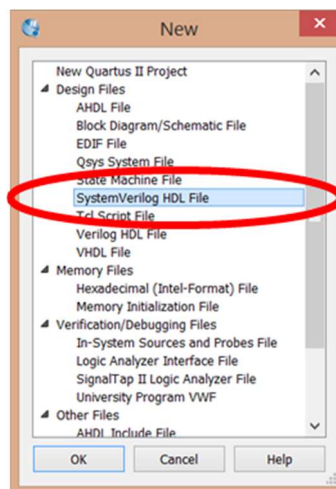 New
New Quartus II Project
Design Files
AHDL File
Block Diagram/Schematic File
EDIF File
Qsys System File
State Machine File
SystemVerilog HDL File
Tcl Script File
Verilog HDL File
VHDL File
Memory Files
Hexadecimal (Intel-Format) File
Memory Initialization File
Verification/Debugging Files
In-System Sources and Probes File
Logic Analyzer Interface File
SignalTap II Logic Analyzer File
University Program VWF
Other Files
AHDL Include File
OK Cancel Help